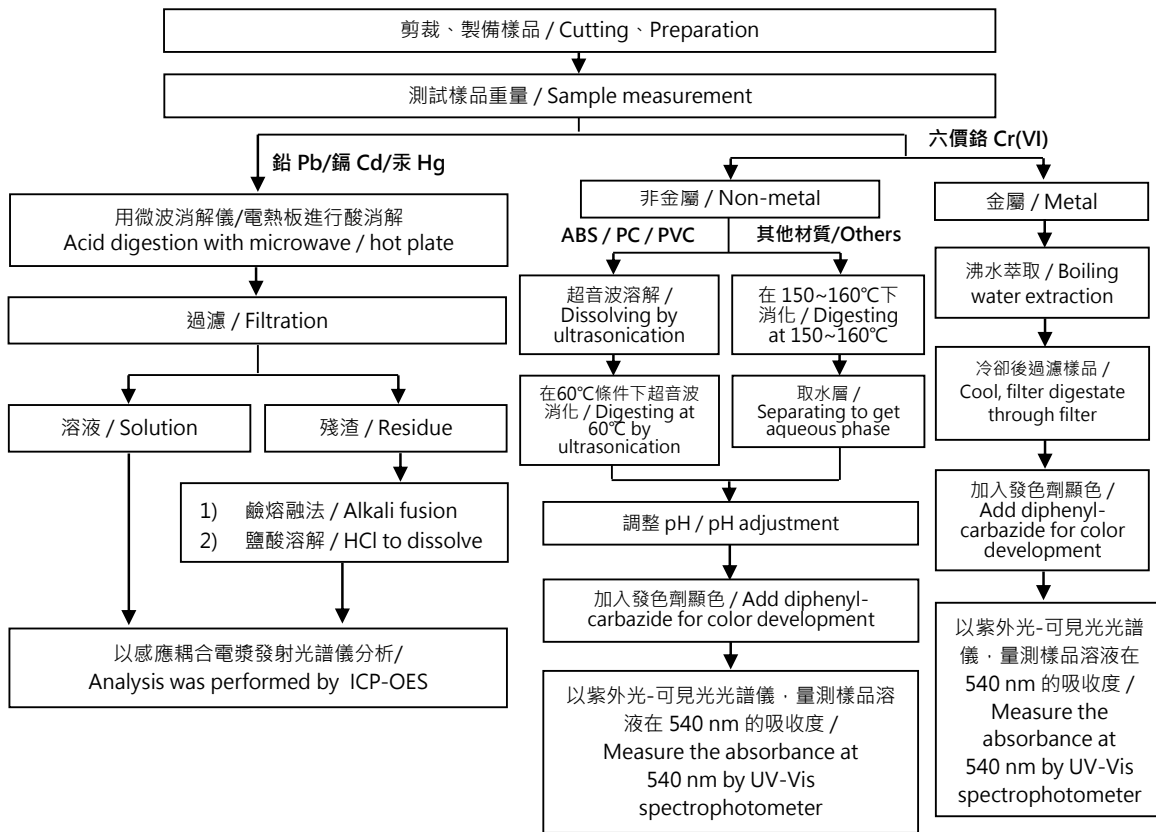 剪裁、製備樣品 / Cutting、Preparation
測試樣品重量 / Sample measurement
鉛 Pb/鎘 Cd/汞 Hg
六價鉻 Cr(VI)
用微波消解儀/電熱板進行酸消解
Acid digestion with microwave / hot plate
過濾 / Filtration
溶液 / Solution
殘渣 / Residue
1) 鹼熔融法 / Alkali fusion
2) 鹽酸溶解 / HCl to dissolve
以感應耦合電漿發射光譜儀分析/
Analysis was performed by ICP-OES
非金屬 / Non-metal
ABS / PC / PVC
其他材質/Others
超音波溶解 /
Dissolving by
ultrasonication
在 150~160℃下
消化 / Digesting
at 150~160℃
在60℃條件下超音波
消化 / Digesting at
60℃ by
ultrasonication
取水層 /
Separating to get
aqueous phase
調整 pH / pH adjustment
加入發色劑顯色 / Add diphenyl-
carbazide for color development
以紫外光-可見光光譜儀，量測樣品溶
液在 540 nm 的吸收度 /
Measure the absorbance at
540 nm by UV-Vis
spectrophotometer
金屬 / Metal
沸水萃取 / Boiling
water extraction
冷卻後過濾樣品 /
Cool, filter digestate
through filter
加入發色劑顯色 /
Add diphenyl-
carbazide for color
development
以紫外光-可見光光譜
儀，量測樣品溶液在
540 nm 的吸收度 /
Measure the
absorbance at
540 nm by UV-Vis
spectrophotometer